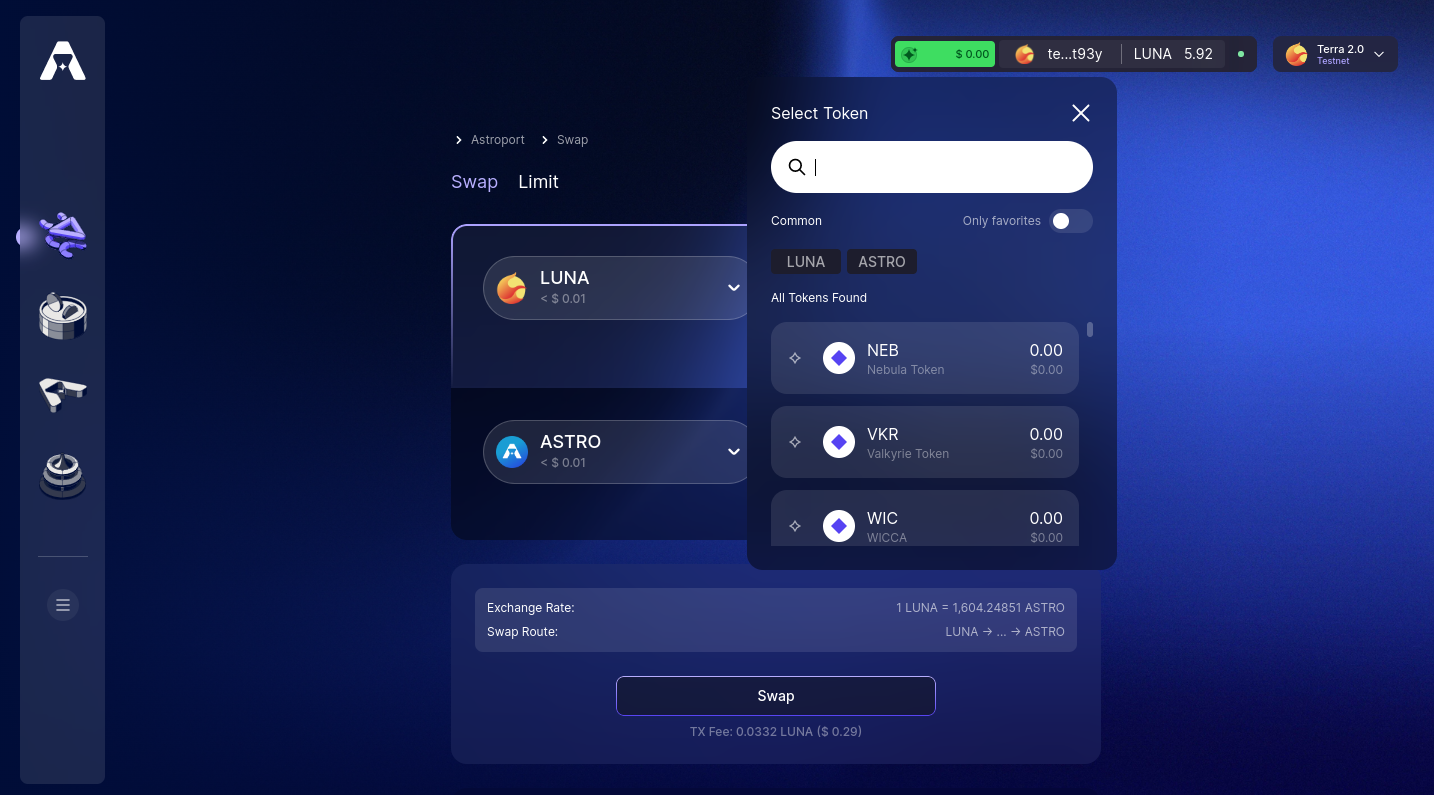 $ 0.00
te...t93y
LUNA 5.92
Terra 2.0
Testnet
Astroport
Swap
Swap
Limit
LUNA
< $ 0.01
ASTRO
< $ 0.01
Select Token
Common
Only favorites
LUNA
ASTRO
All Tokens Found
NEB
0.00
Nebula Token
$0.00
VKR
0.00
Valkyrie Token
$0.00
WIC
0.00
WICCA
$0.00
Exchange Rate:
1 LUNA = 1,604.24851 ASTRO
Swap Route:
LUNA → ... → ASTRO
Swap
TX Fee: 0.0332 LUNA ($ 0.29)